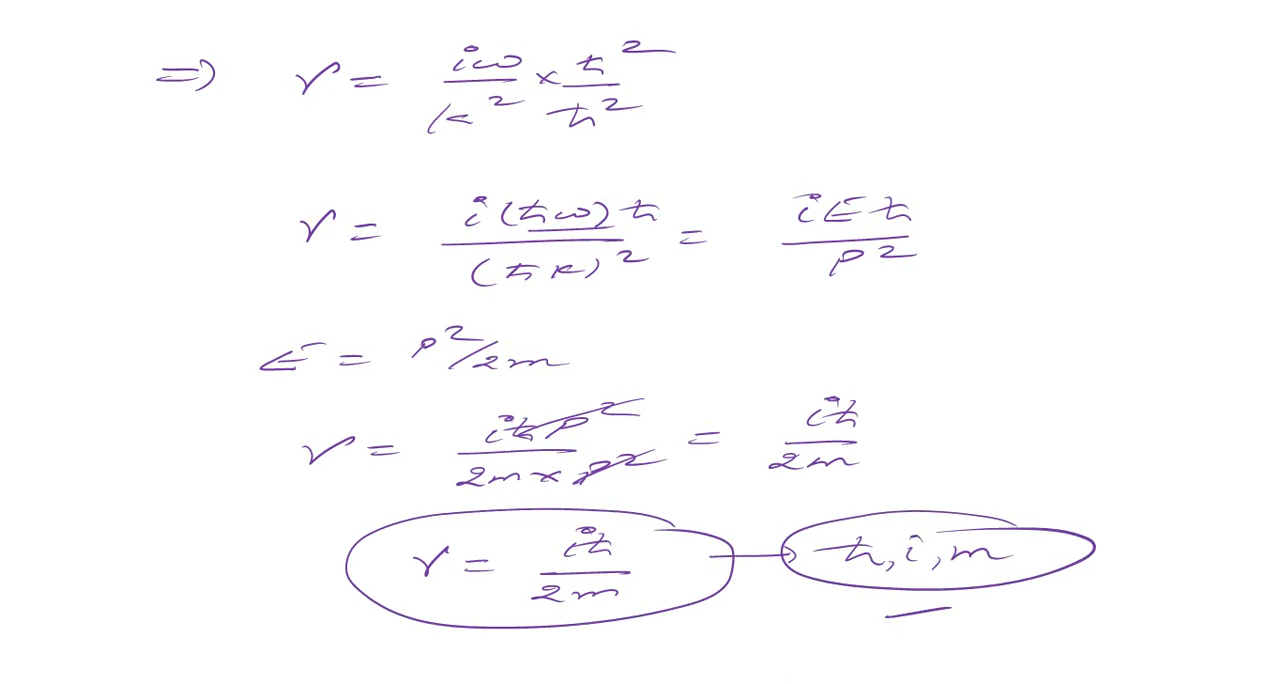 ⇒ γ = iω/k² × ħ²/ħ²
γ = i(ħω)ħ/(ħk)² = iEħ/p²
E = p²/2m
γ = iħp²/2m×p² = iħ/2m
γ = iħ/2m → ħ, i, m